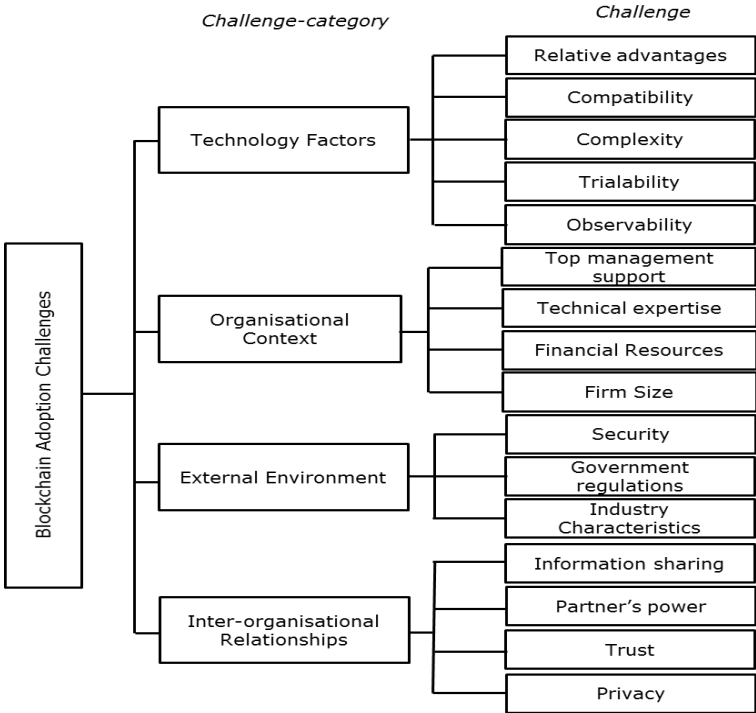 Challenge-category
Challenge
Blockchain Adoption Challenges
Technology Factors
Relative advantages
Compatibility
Complexity
Trialability
Observability
Organisational
Context
Top management
support
Technical expertise
Financial Resources
Firm Size
External Environment
Security
Government
regulations
Industry
Characteristics
Inter-organisational
Relationships
Information sharing
Partner’s power
Trust
Privacy